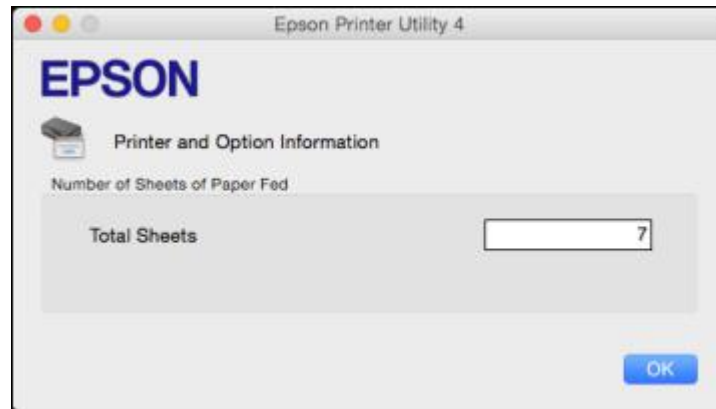 Epson Printer Utility 4
EPSON
Printer and Option Information
Number of Sheets of Paper Fed
Total Sheets 7
OK